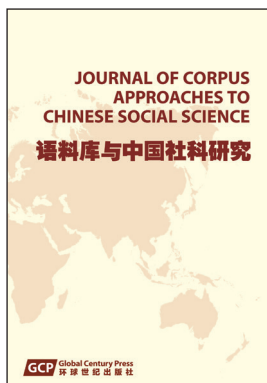 JOURNAL OF CORPUS
APPROACHES TO
CHINESE SOCIAL SCIENCE
语料库与中国社科研究
GCP Global Century Press
环球世纪出版社